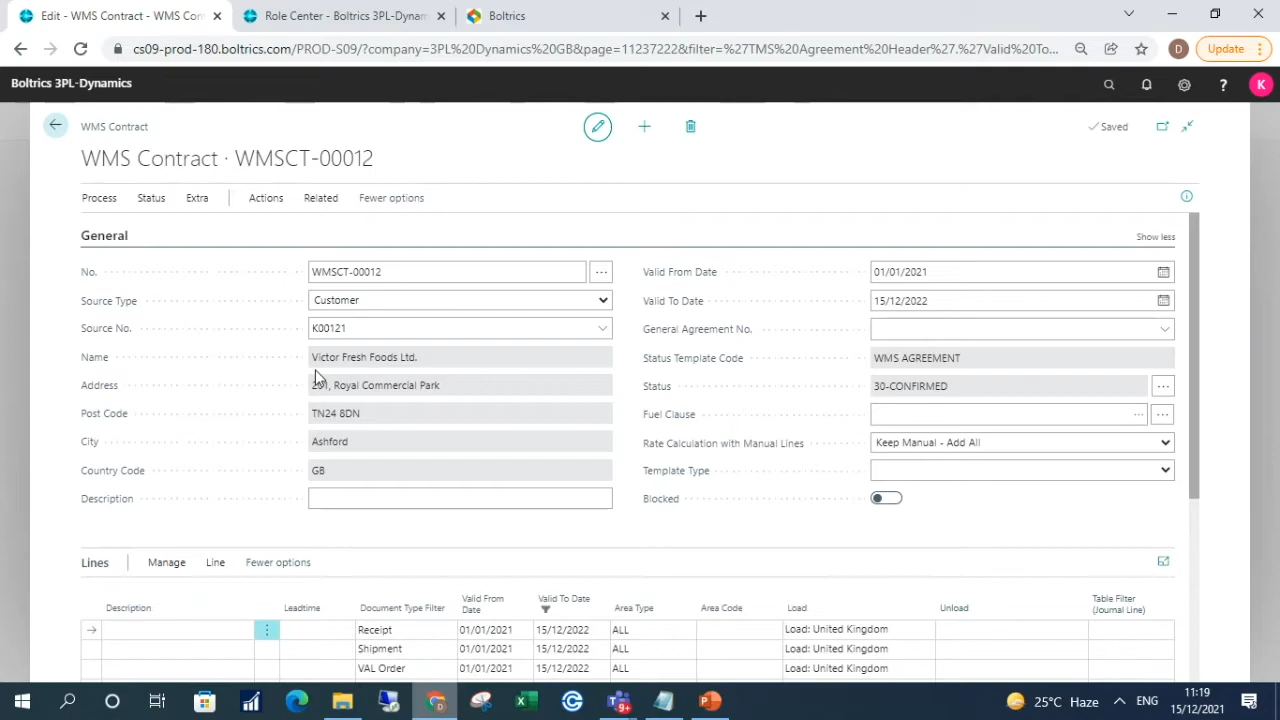 Edit - WMS Contract - WMS Con
Role Center - Boltrics 3PL-Dynam
Boltrics
cs09-prod-180.boltrics.com/PROD-S09/?company=3PL%20Dynamics%20GB&page=11237222&filter=%27TMS%20Agreement%20Header%27.%27Valid%20To...
D
Update
Boltrics 3PL-Dynamics
?
K
WMS Contract
Saved
WMS Contract · WMSCT-00012
Process Status Extra Actions Related Fewer options
General
Show less
No. WMSCT-00012
Valid From Date 01/01/2021
Source Type Customer
Valid To Date 15/12/2022
Source No. K00121
General Agreement No.
Name Victor Fresh Foods Ltd.
Status Template Code WMS AGREEMENT
Address Royal Commercial Park
Status 30-CONFIRMED
Post Code TN24 8DN
Fuel Clause
City Ashford
Rate Calculation with Manual Lines Keep Manual - Add All
Country Code GB
Template Type
Description
Blocked
Lines Manage Line Fewer options
Description Leadtime Document Type Filter Valid From Date Valid To Date Area Type Area Code Load Unload Table Filter (Journal Line)
Receipt 01/01/2021 15/12/2022 ALL Load: United Kingdom
Shipment 01/01/2021 15/12/2022 ALL Load: United Kingdom
VAL Order 01/01/2021 15/12/2022 ALL Load: United Kingdom
9+
25°C Haze ENG
11:19
15/12/2021